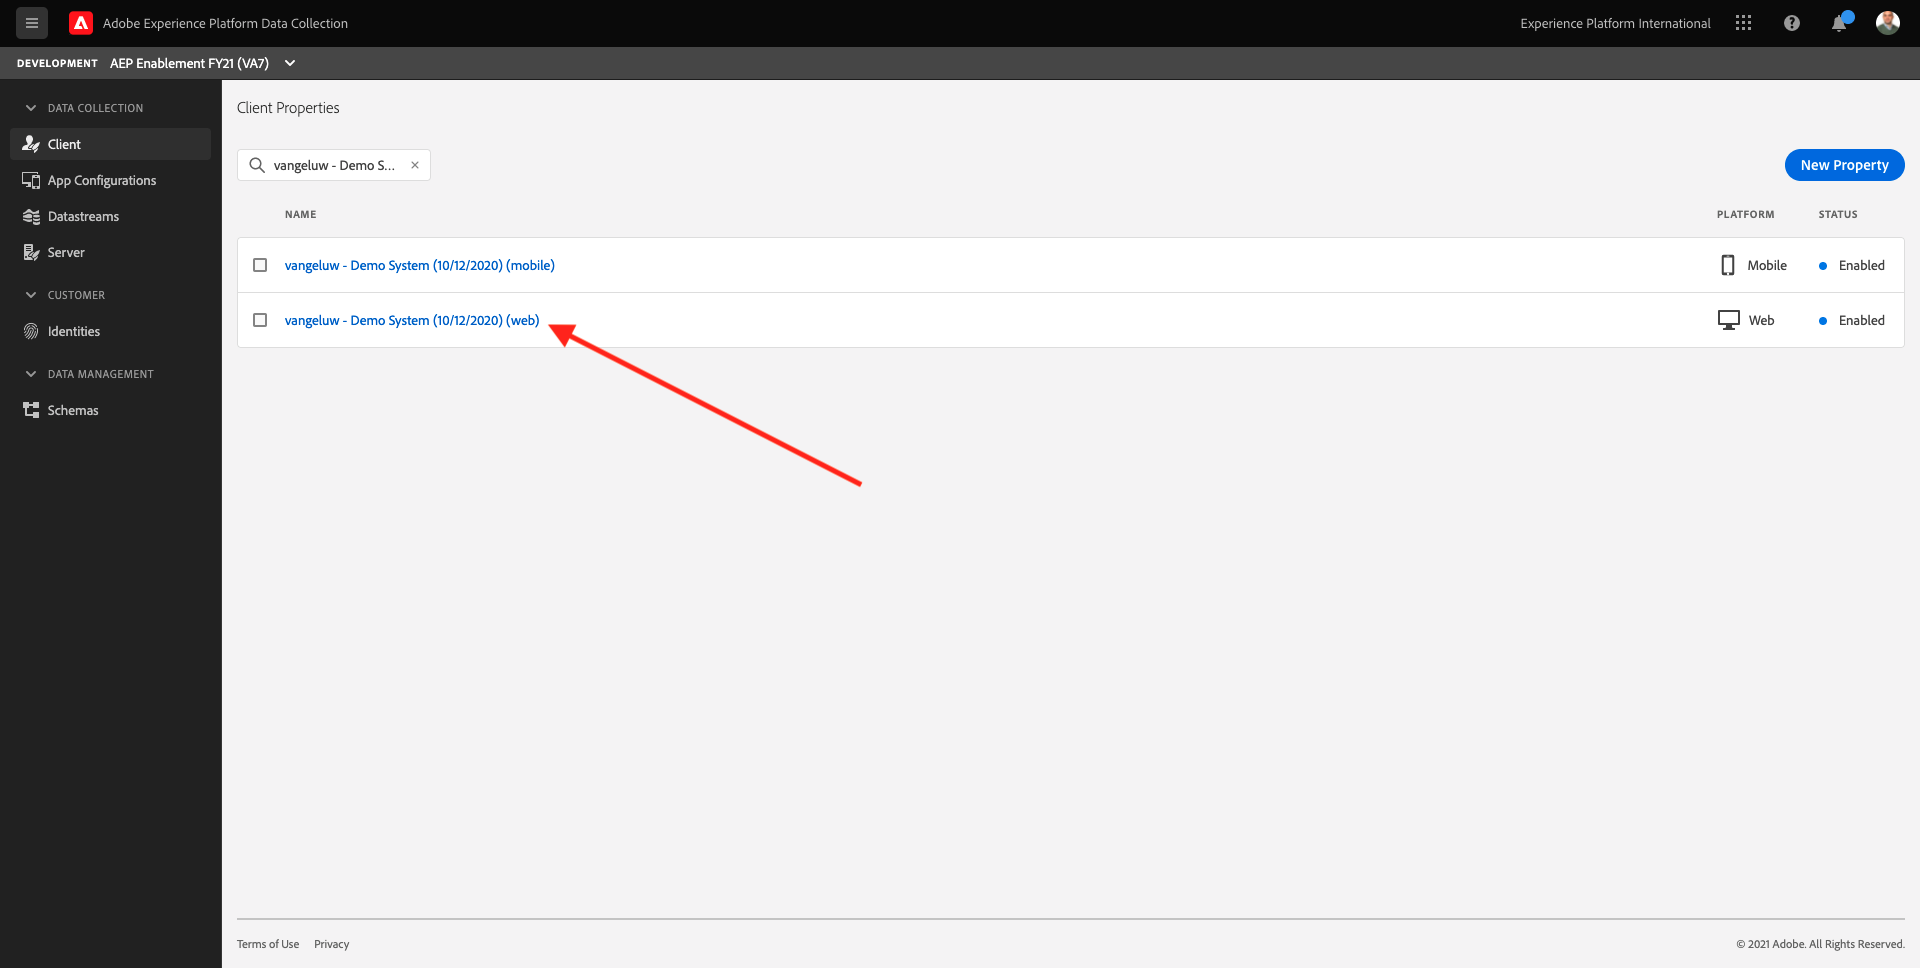 Adobe Experience Platform Data Collection
Experience Platform International
DEVELOPMENT AEP Enablement FY21 (VA7)
DATA COLLECTION
Client
App Configurations
Datastreams
Server
CUSTOMER
Identities
DATA MANAGEMENT
Schemas
Client Properties
vangeluw - Demo S...
New Property
NAME PLATFORM STATUS
vangeluw - Demo System (10/12/2020) (mobile) Mobile Enabled
vangeluw - Demo System (10/12/2020) (web) Web Enabled
Terms of Use Privacy
© 2021 Adobe. All Rights Reserved.